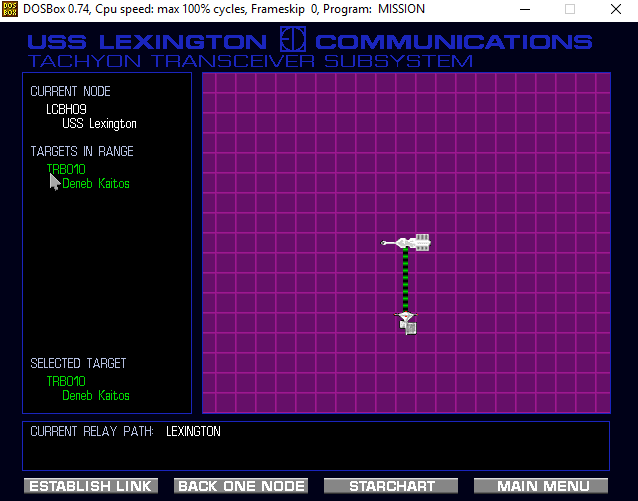 DOSBox 0.74, Cpu speed: max 100% cycles, Frameskip 0, Program: MISSION
USS LEXINGTON COMMUNICATIONS
TACHYON TRANSCEIVER SUBSYSTEM
CURRENT NODE
LCBH09
USS Lexington
TARGETS IN RANGE
TRB010
Deneb Kaitos
SELECTED TARGET
TRB010
Deneb Kaitos
CURRENT RELAY PATH: LEXINGTON
ESTABLISH LINK BACK ONE NODE STARCHART MAIN MENU